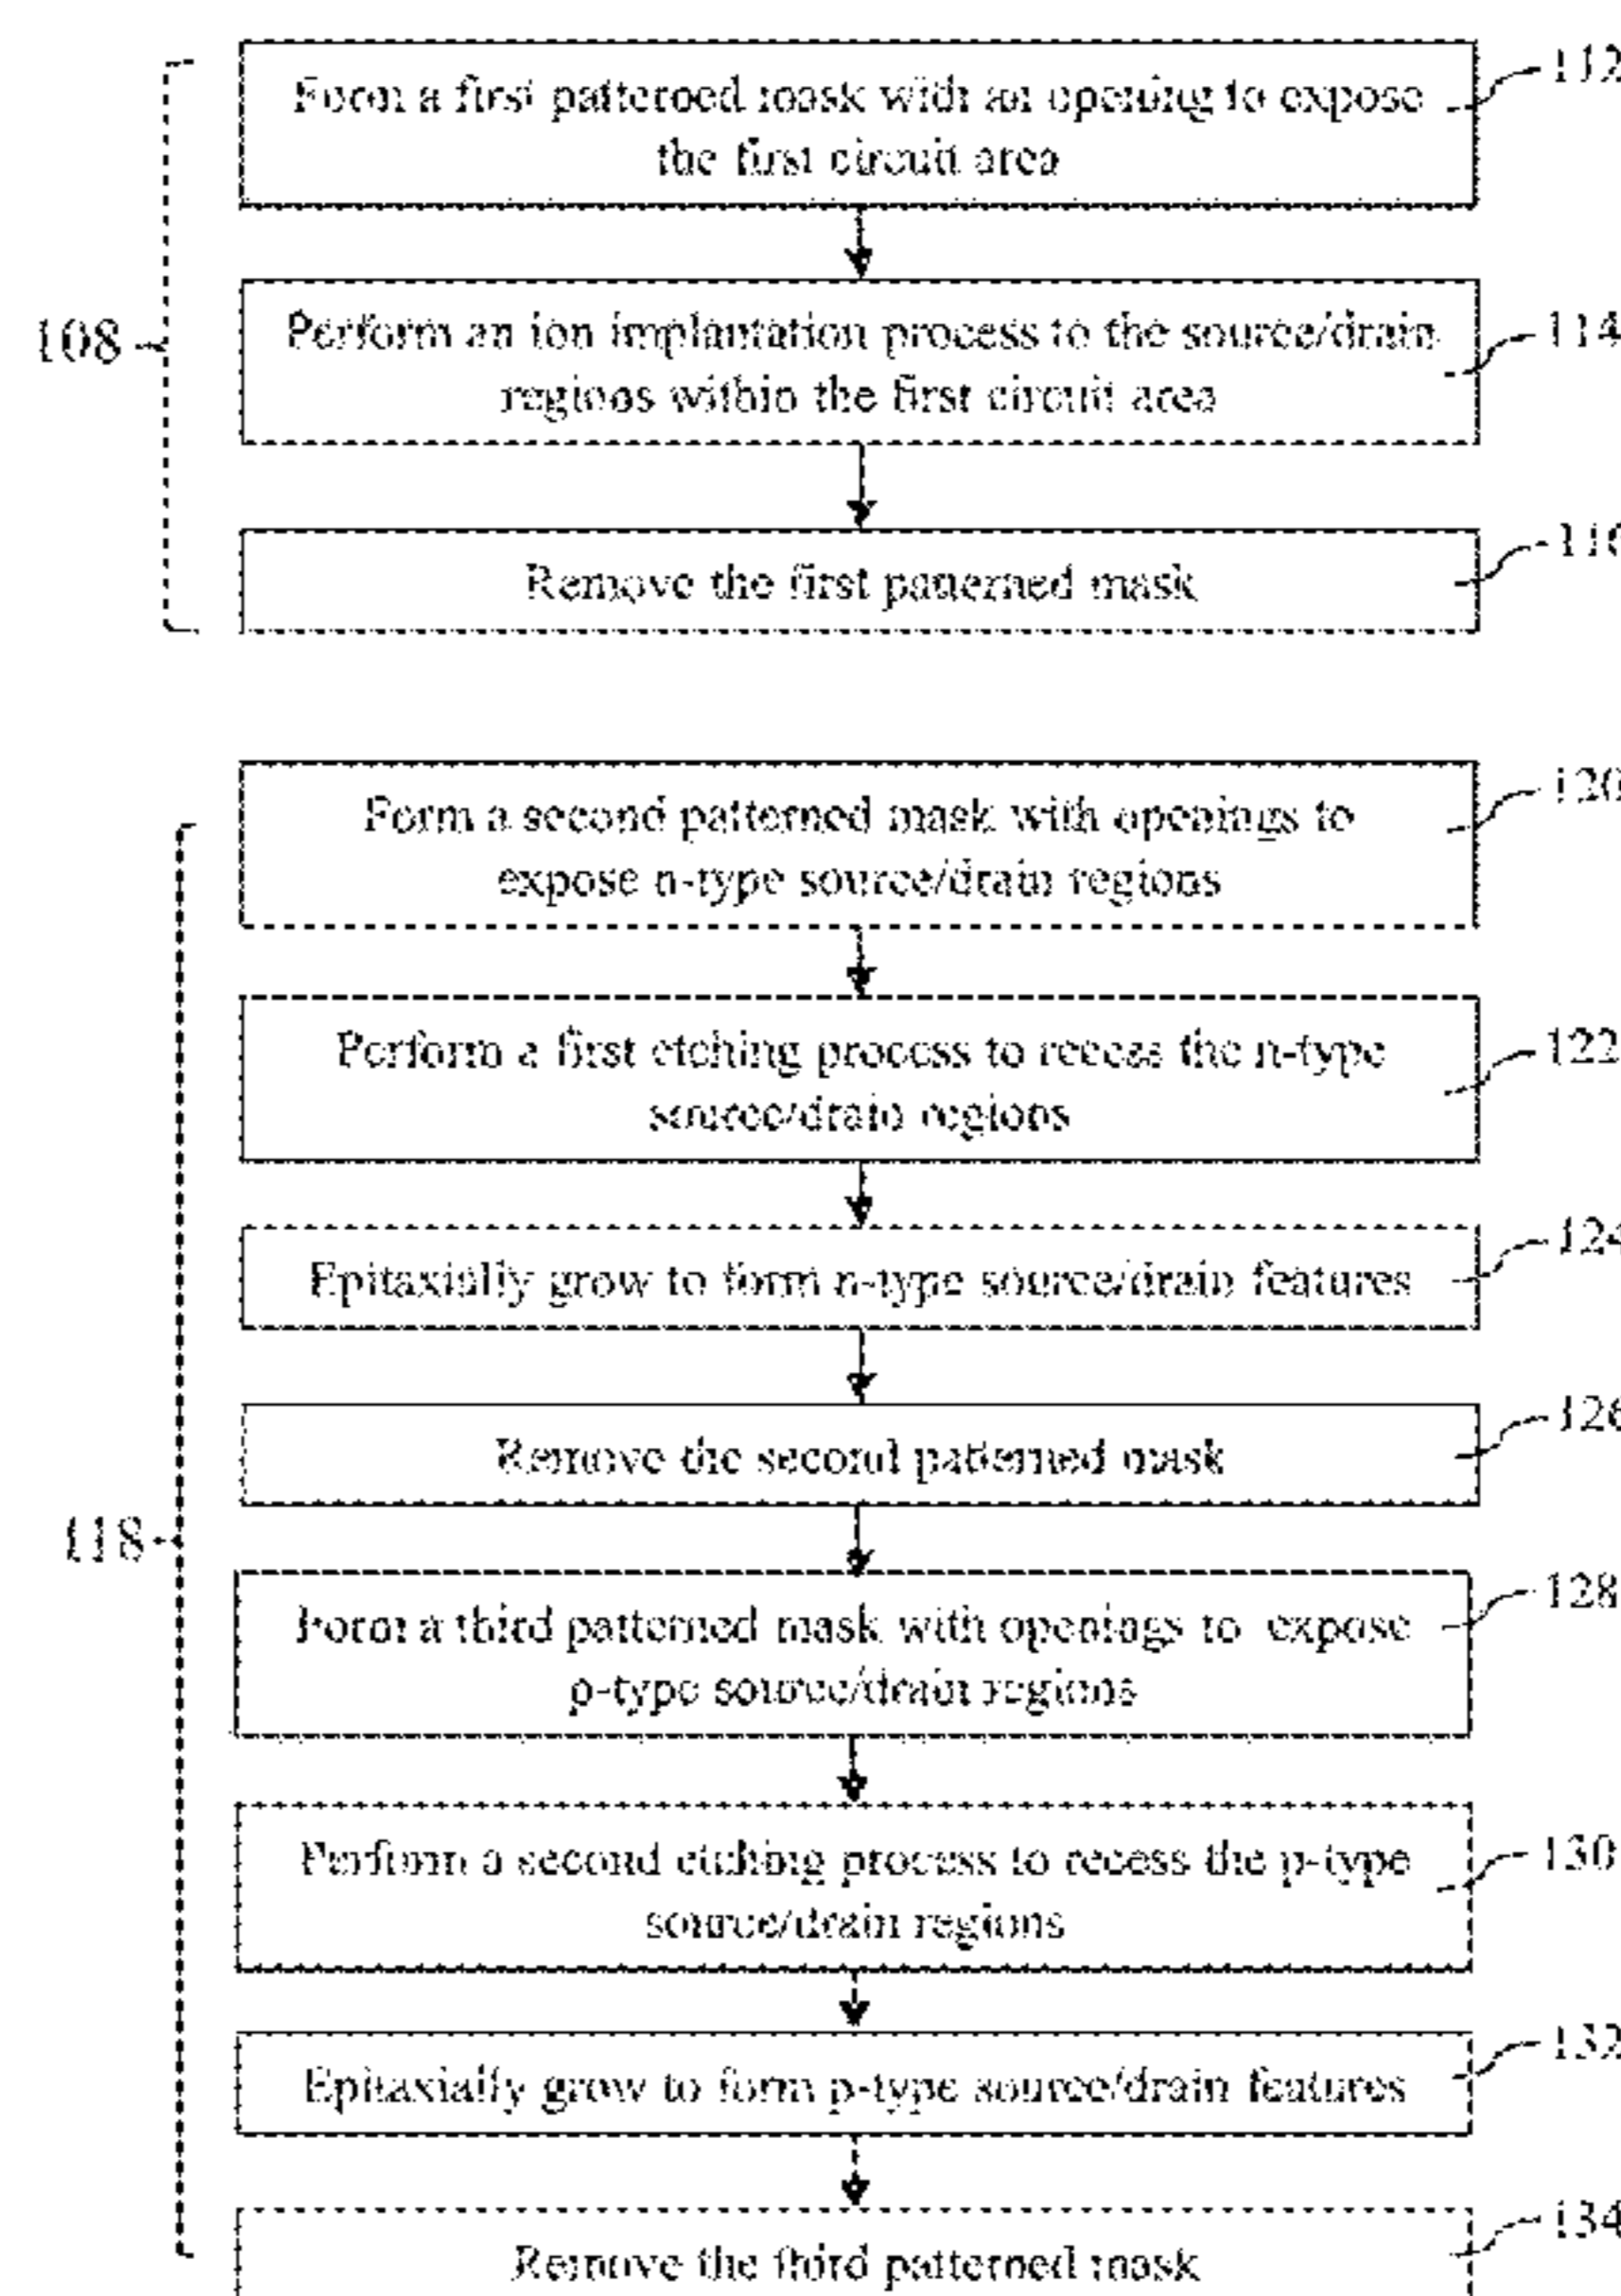 Form a first patterned mask with an opening to expose
the first circuit area
112
108
Perform an ion implantation process to the source/drain
regions within the first circuit area
114
Remove the first patterned mask
116
118
Form a second patterned mask with openings to
expose n-type source/drain regions
120
Perform a first etching process to recess the n-type
source/drain regions
122
Epitaxially grow to form n-type source/drain features
124
Remove the second patterned mask
126
Form a third patterned mask with openings to expose
p-type source/drain regions
128
Perform a second etching process to recess the p-type
source/drain regions
130
Epitaxially grow to form p-type source/drain features
132
Remove the third patterned mask
134